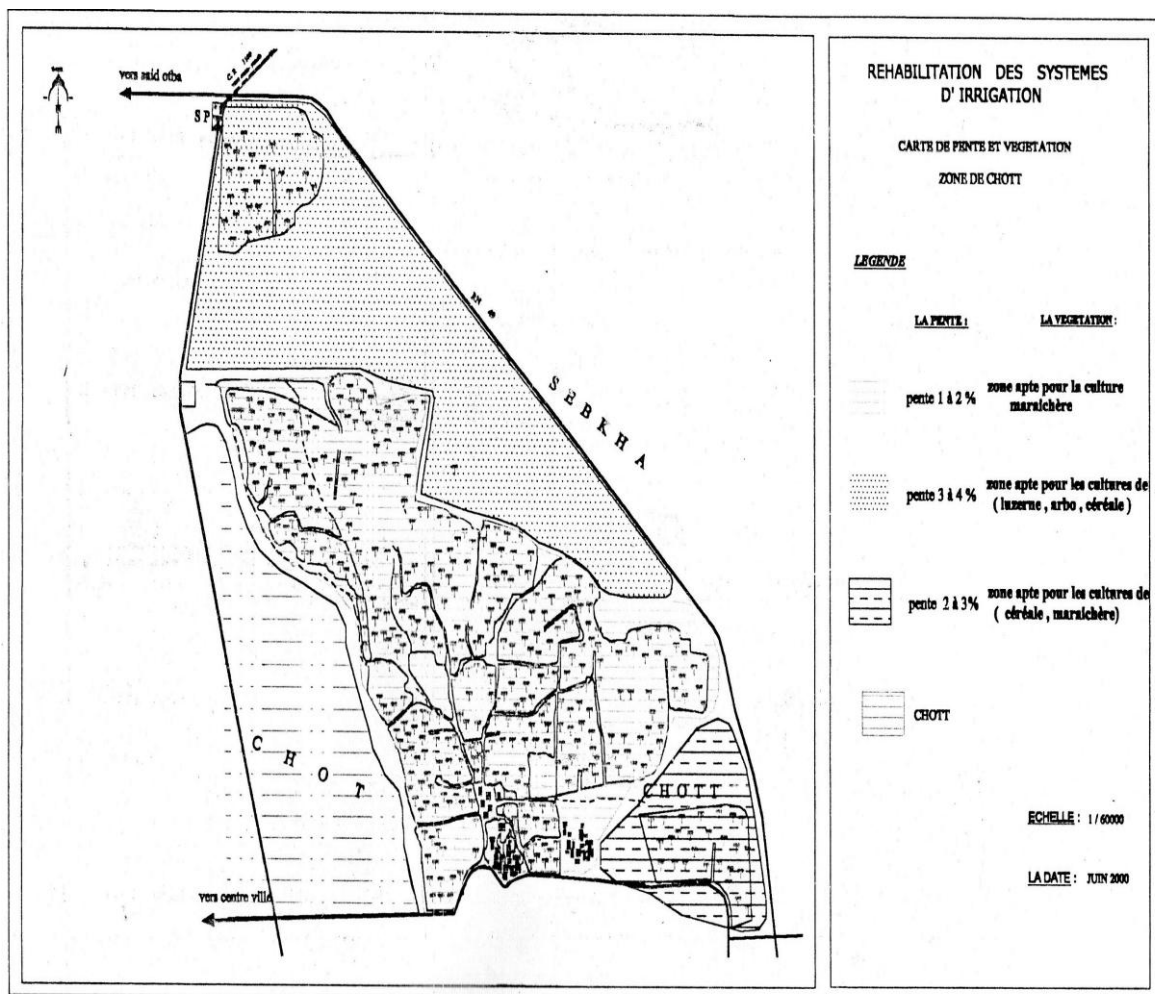 vers said otba
SP
SEBKHA
CHOTT
CHOTT
vers centre ville
REHABILITATION DES SYSTEMES
D' IRRIGATION
CARTE DE PENTE ET VEGETATION
ZONE DE CHOTT
LEGENDE
LA PENTE : LA VEGETATION :
pente 1 à 2 % zone apte pour la culture
maraichère
pente 3 à 4 % zone apte pour les cultures de
( luzerne , arbo , céréale )
pente 2 à 3% zone apte pour les cultures de
( céréale , maraichère)
CHOTT
ECHELLE : 1 / 60000
LA DATE : JUIN 2000